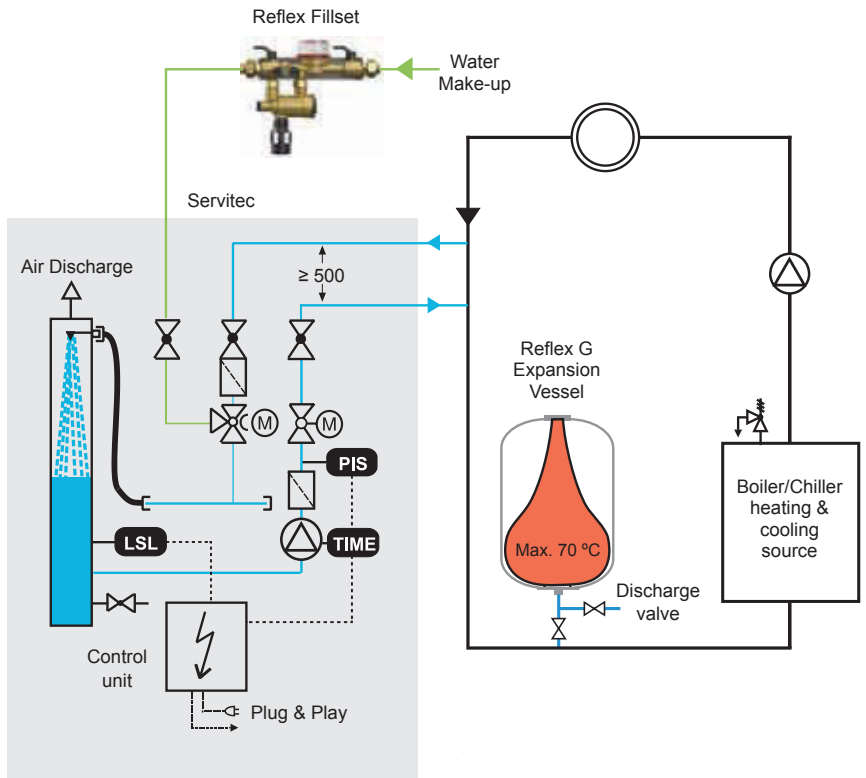 Reflex Fillset
Water
Make-up
Servitec
Air Discharge
≥ 500
M
M
PIS
LSL
TIME
Control
unit
Plug & Play
Reflex G
Expansion
Vessel
Max. 70 ºC
Discharge
valve
Boiler/Chiller
heating &
cooling
source